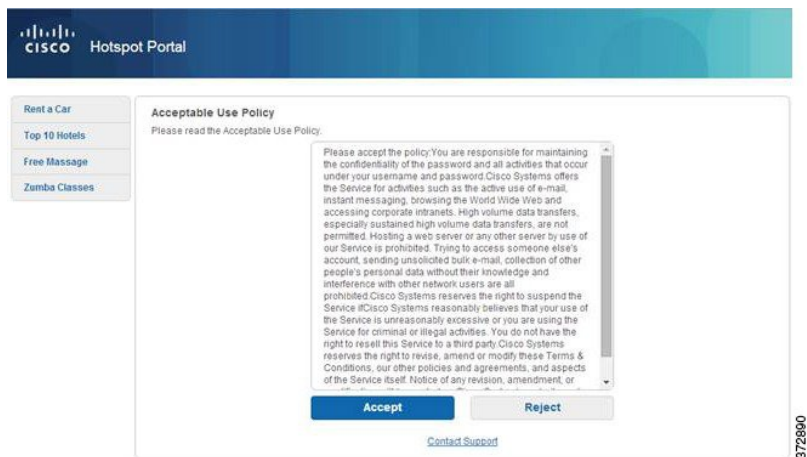 CISCO Hotspot Portal
Rent a Car
Top 10 Hotels
Free Massage
Zumba Classes
Acceptable Use Policy
Please read the Acceptable Use Policy.
Please accept the policy:You are responsible for maintaining
the confidentiality of the password and all activities that occur
under your username and password.Cisco Systems offers
the Service for activities such as the active use of e-mail,
instant messaging, browsing the World Wide Web and
accessing corporate intranets. High volume data transfers,
especially sustained high volume data transfers, are not
permitted. Hosting a web server or any other server by use of
our Service is prohibited. Trying to access someone else's
account, sending unsolicited bulk e-mail, collection of other
people's personal data without their knowledge and
interference with other network users are all
prohibited.Cisco Systems reserves the right to suspend the
Service ifCisco Systems reasonably believes that your use of
the Service is unreasonably excessive or you are using the
Service for criminal or illegal activities. You do not have the
right to resell this Service to a third party.Cisco Systems
reserves the right to revise, amend or modify these Terms &
Conditions, our other policies and agreements, and aspects
of the Service itself. Notice of any revision, amendment, or
Accept
Reject
Contact Support
372890